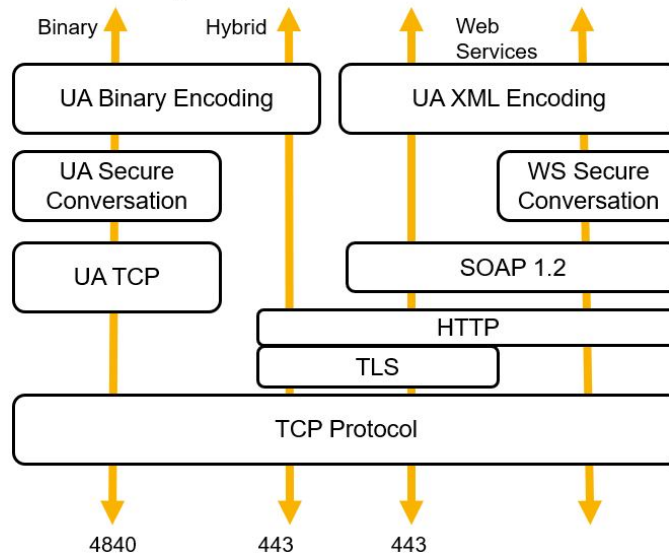 Binary
Hybrid
Web
Services
UA Binary Encoding
UA XML Encoding
UA Secure
Conversation
WS Secure
Conversation
UA TCP
SOAP 1.2
HTTP
TLS
TCP Protocol
4840
443
443